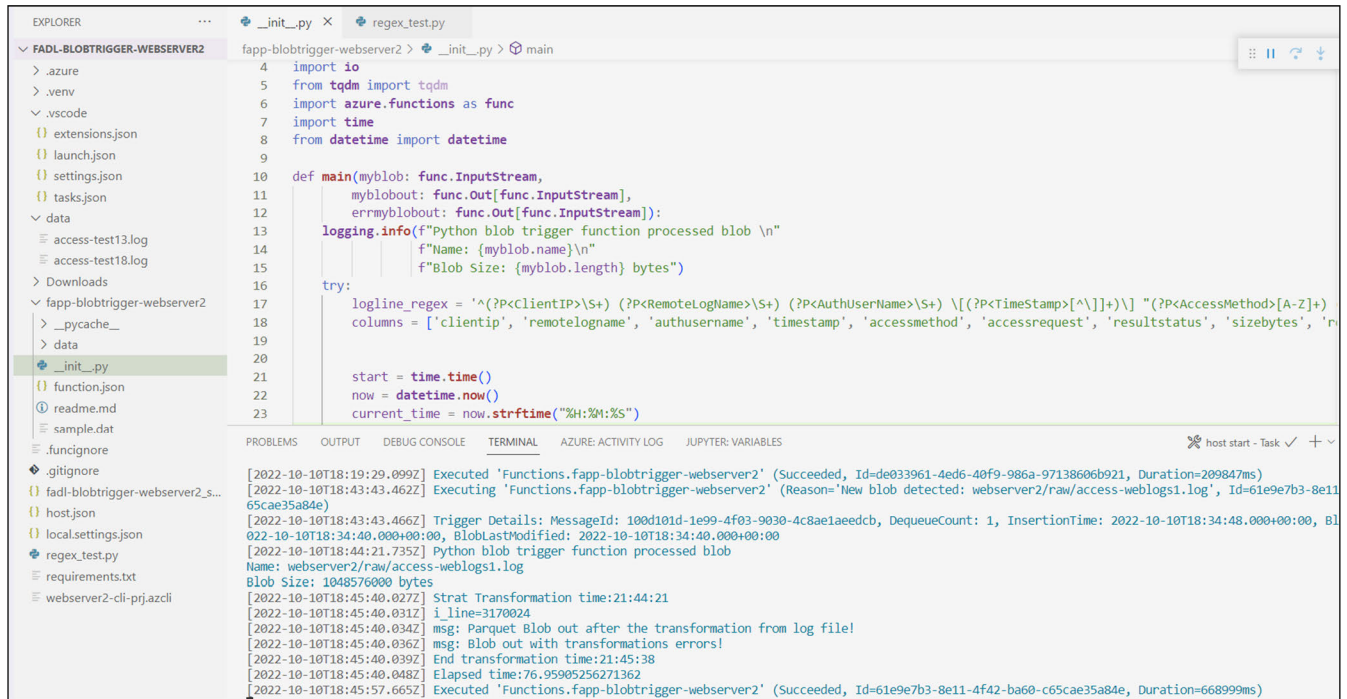 EXPLORER
FADL-BLOBTRIGGER-WEBSERVER2
.azure
.venv
.vscode
extensions.json
launch.json
settings.json
tasks.json
data
access-test13.log
access-test18.log
Downloads
fapp-blobtrigger-webserver2
__pycache__
data
__init__.py
function.json
readme.md
sample.dat
.funcignore
.gitignore
fadl-blobtrigger-webserver2_s...
host.json
local.settings.json
regex_test.py
requirements.txt
webserver2-cli-prj.azcli
__init__.py regex_test.py
fapp-blobtrigger-webserver2 > __init__.py > main
4 import io
5 from tqdm import tqdm
6 import azure.functions as func
7 import time
8 from datetime import datetime
9
10 def main(myblob: func.InputStream,
11 myblobout: func.Out[func.InputStream],
12 errmyblobout: func.Out[func.InputStream]):
13 logging.info(f"Python blob trigger function processed blob \n"
14 f"Name: {myblob.name}\n"
15 f"Blob Size: {myblob.length} bytes")
16 try:
17 logline_regex = '^(?P<ClientIP>\S+) (?P<RemoteLogName>\S+) (?P<AuthUserName>\S+) \[(?P<TimeStamp>[^\]]+)\] "(?P<AccessMethod>[A-Z]+)
18 columns = ['clientip', 'remotelogname', 'authusername', 'timestamp', 'accessmethod', 'accessrequest', 'resultstatus', 'sizebytes',
19
20
21 start = time.time()
22 now = datetime.now()
23 current_time = now.strftime("%H:%M:%S")
PROBLEMS OUTPUT DEBUG CONSOLE TERMINAL AZURE: ACTIVITY LOG JUPYTER: VARIABLES host start - Task
[2022-10-10T18:19:29.099Z] Executed 'Functions.fapp-blobtrigger-webserver2' (Succeeded, Id=de033961-4ed6-40f9-986a-97138606b921, Duration=209847ms)
[2022-10-10T18:43:43.462Z] Executing 'Functions.fapp-blobtrigger-webserver2' (Reason='New blob detected: webserver2/raw/access-weblogs1.log', Id=61e9e7b3-8e11
65cae35a84e)
[2022-10-10T18:43:43.466Z] Trigger Details: MessageId: 100d101d-1e99-4f03-9030-4c8ae1aeedcb, DequeueCount: 1, InsertionTime: 2022-10-10T18:34:48.000+00:00, Bl
022-10-10T18:34:40.000+00:00, BlobLastModified: 2022-10-10T18:34:40.000+00:00
[2022-10-10T18:44:21.735Z] Python blob trigger function processed blob
Name: webserver2/raw/access-weblogs1.log
Blob Size: 1048576000 bytes
[2022-10-10T18:45:40.027Z] Strat Transformation time:21:44:21
[2022-10-10T18:45:40.031Z] i_line=3170024
[2022-10-10T18:45:40.034Z] msg: Parquet Blob out after the transformation from log file!
[2022-10-10T18:45:40.036Z] msg: Blob out with transformations errors!
[2022-10-10T18:45:40.039Z] End transformation time:21:45:38
[2022-10-10T18:45:40.048Z] Elapsed time:76.95905256271362
[2022-10-10T18:45:57.665Z] Executed 'Functions.fapp-blobtrigger-webserver2' (Succeeded, Id=61e9e7b3-8e11-4f42-ba60-c65cae35a84e, Duration=668999ms)